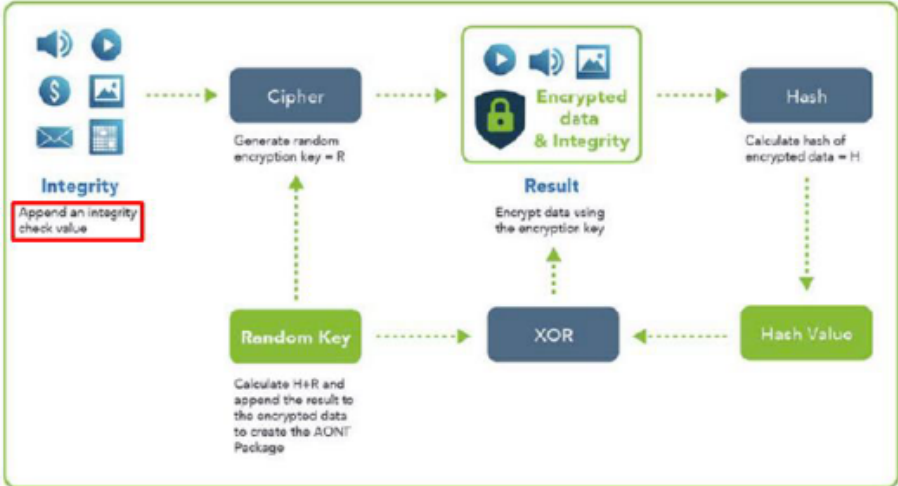 Cipher
Encrypted
data
& Integrity
Hash
Generate random
encryption key = R
Calculate hash of
encrypted data = H
Integrity
Append an integrity
check value
Result
Encrypt data using
the encryption key
Random Key
XOR
Hash Value
Calculate H+R and
append the result to
the encrypted data
to create the AONT
Package